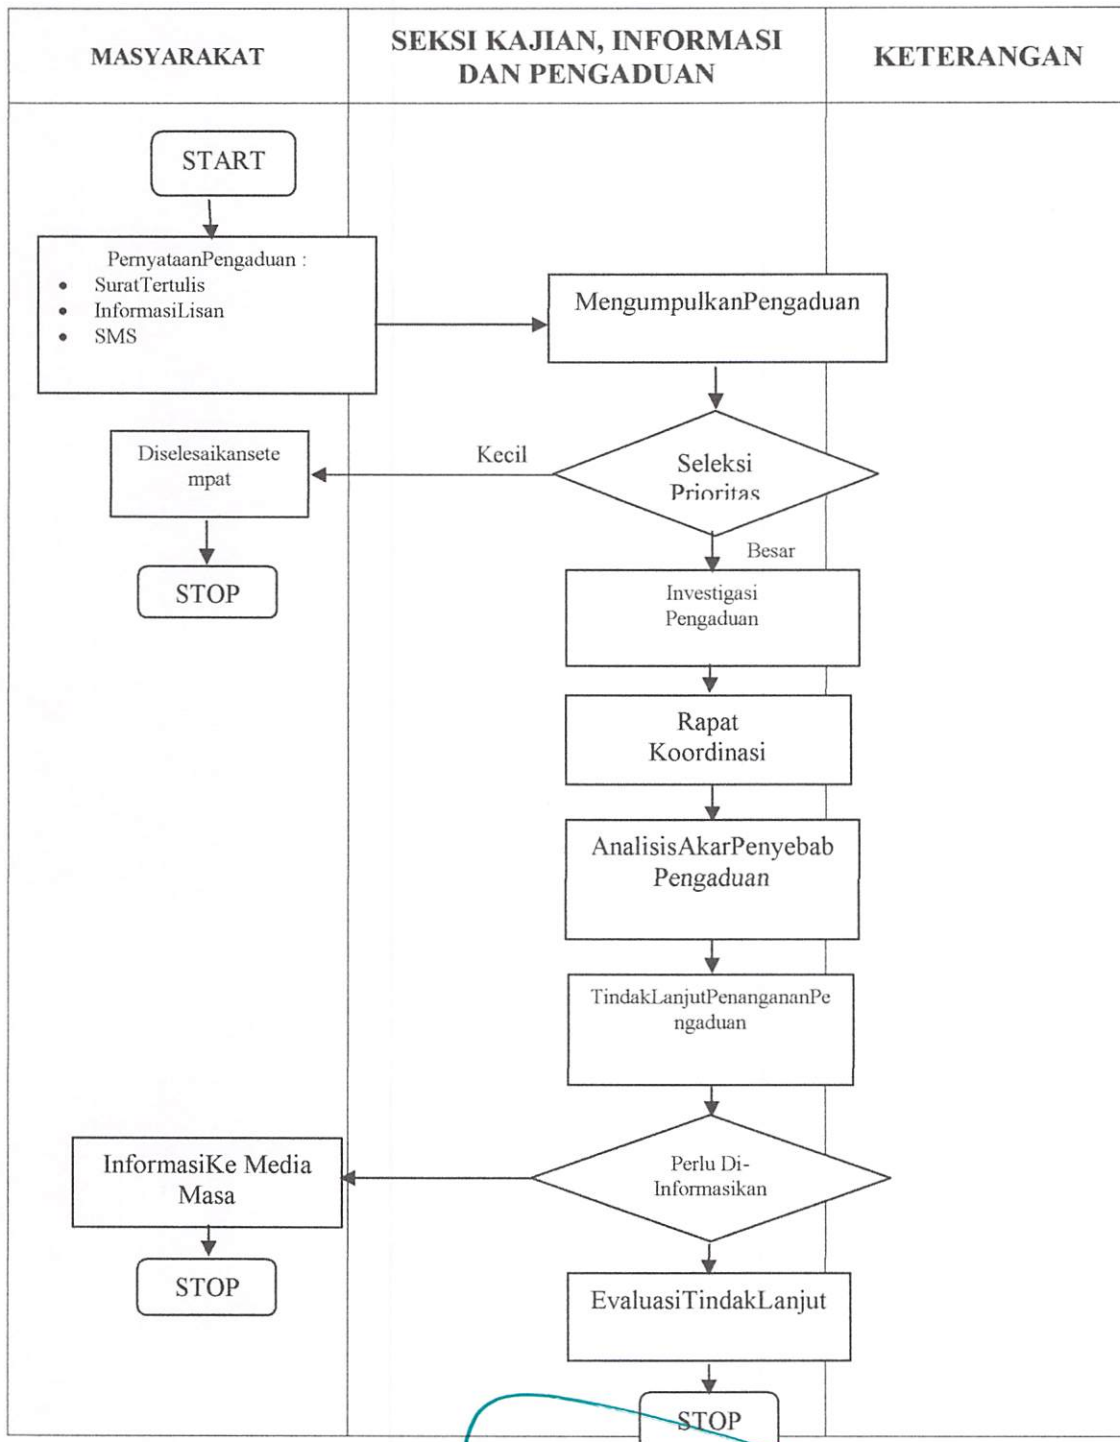 MASYARAKAT
SEKSI KAJIAN, INFORMASI
DAN PENGADUAN
KETERANGAN
START
PernyataanPengaduan :
• SuratTertulis
• InformasiLisan
• SMS
MengumpulkanPengaduan
Seleksi
Prioritas
Kecil
Diselesaikansete
mpat
STOP
Besar
Investigasi
Pengaduan
Rapat
Koordinasi
AnalisisAkarPenyebab
Pengaduan
TindakLanjutPenangananPe
ngaduan
Perlu Di-
Informasikan
InformasiKe Media
Masa
STOP
EvaluasiTindakLanjut
STOP